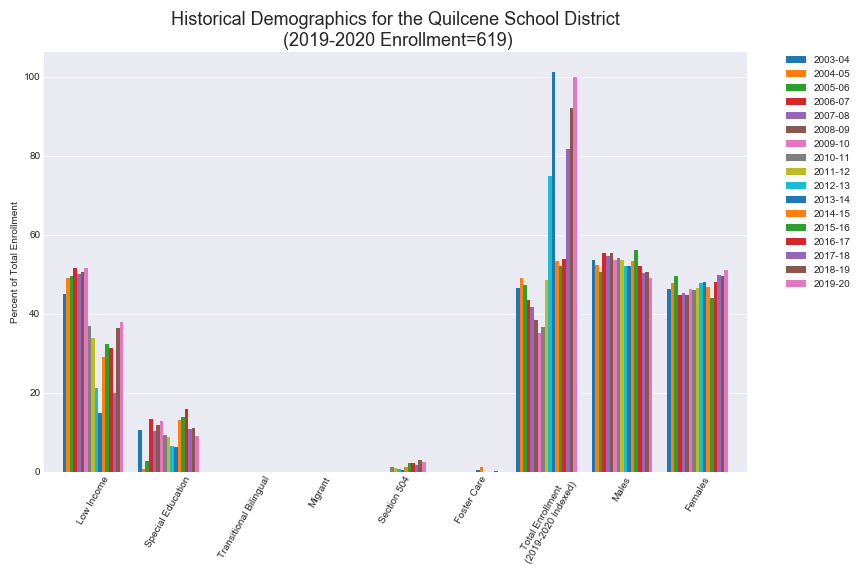 Historical Demographics for the Quilcene School District
(2019-2020 Enrollment=619)
Percent of Total Enrollment
100
80
60
40
20
0
Low Income
Special Education
Transitional Bilingual
Migrant
Section 504
Foster Care
Total Enrollment
(2019-2020 Indexed)
Males
Females
2003-04
2004-05
2005-06
2006-07
2007-08
2008-09
2009-10
2010-11
2011-12
2012-13
2013-14
2014-15
2015-16
2016-17
2017-18
2018-19
2019-20